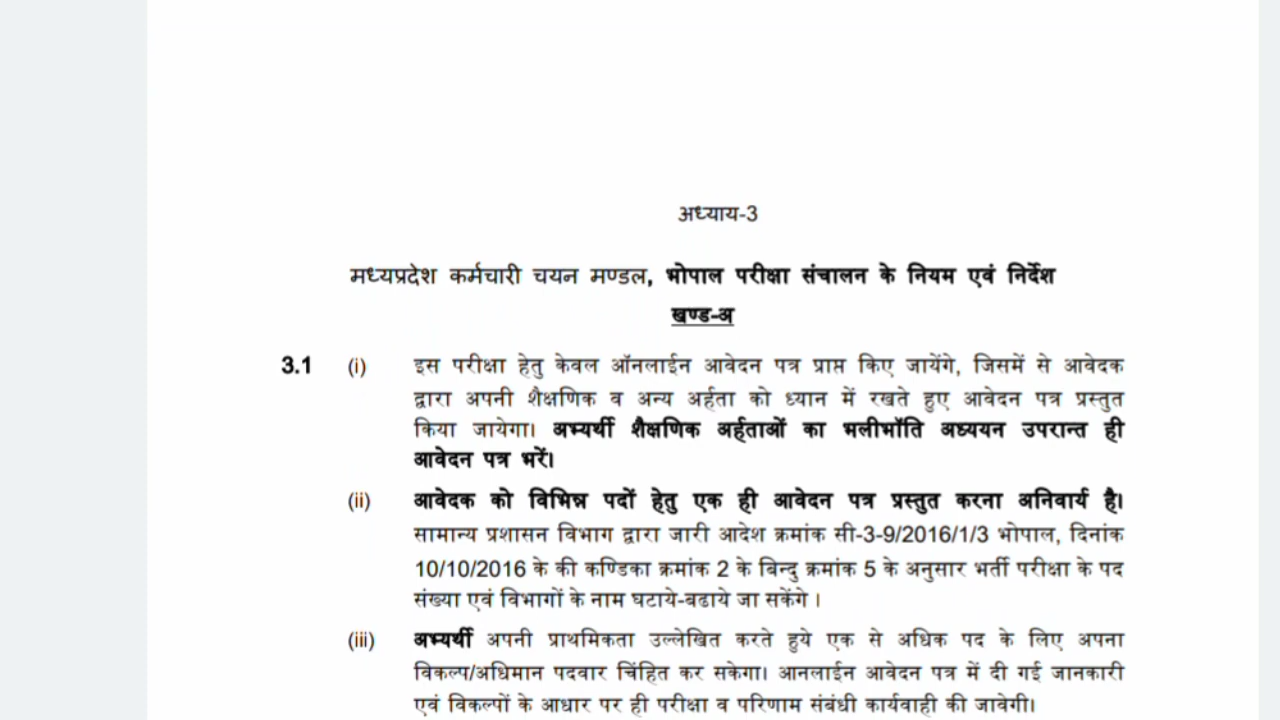 अध्याय-3
मध्यप्रदेश कर्मचारी चयन मण्डल, भोपाल परीक्षा संचालन के नियम एवं निर्देश
खण्ड-अ
3.1 (i) इस परीक्षा हेतु केवल ऑनलाईन आवेदन पत्र प्राप्त किए जायेंगे, जिसमें से आवेदक
द्वारा अपनी शैक्षणिक व अन्य अर्हता को ध्यान में रखते हुए आवेदन पत्र प्रस्तुत
किया जायेगा। अभ्यर्थी शैक्षणिक अर्हताओं का भलीभॉति अध्ययन उपरान्त ही
आवेदन पत्र भरें।
(ii) आवेदक को विभिन्न पदों हेतु एक ही आवेदन पत्र प्रस्तुत करना अनिवार्य है।
सामान्य प्रशासन विभाग द्वारा जारी आदेश क्रमांक सी-3-9/2016/1/3 भोपाल, दिनांक
10/10/2016 के की कण्डिका क्रमांक 2 के बिन्दु क्रमांक 5 के अनुसार भर्ती परीक्षा के पद
संख्या एवं विभागों के नाम घटाये-बढाये जा सकेंगे ।
(iii) अभ्यर्थी अपनी प्राथमिकता उल्लेखित करते हुये एक से अधिक पद के लिए अपना
विकल्प/अधिमान पदवार चिंहित कर सकेगा। आनलाईन आवेदन पत्र में दी गई जानकारी
एवं विकल्पों के आधार पर ही परीक्षा व परिणाम संबंधी कार्यवाही की जावेगी।